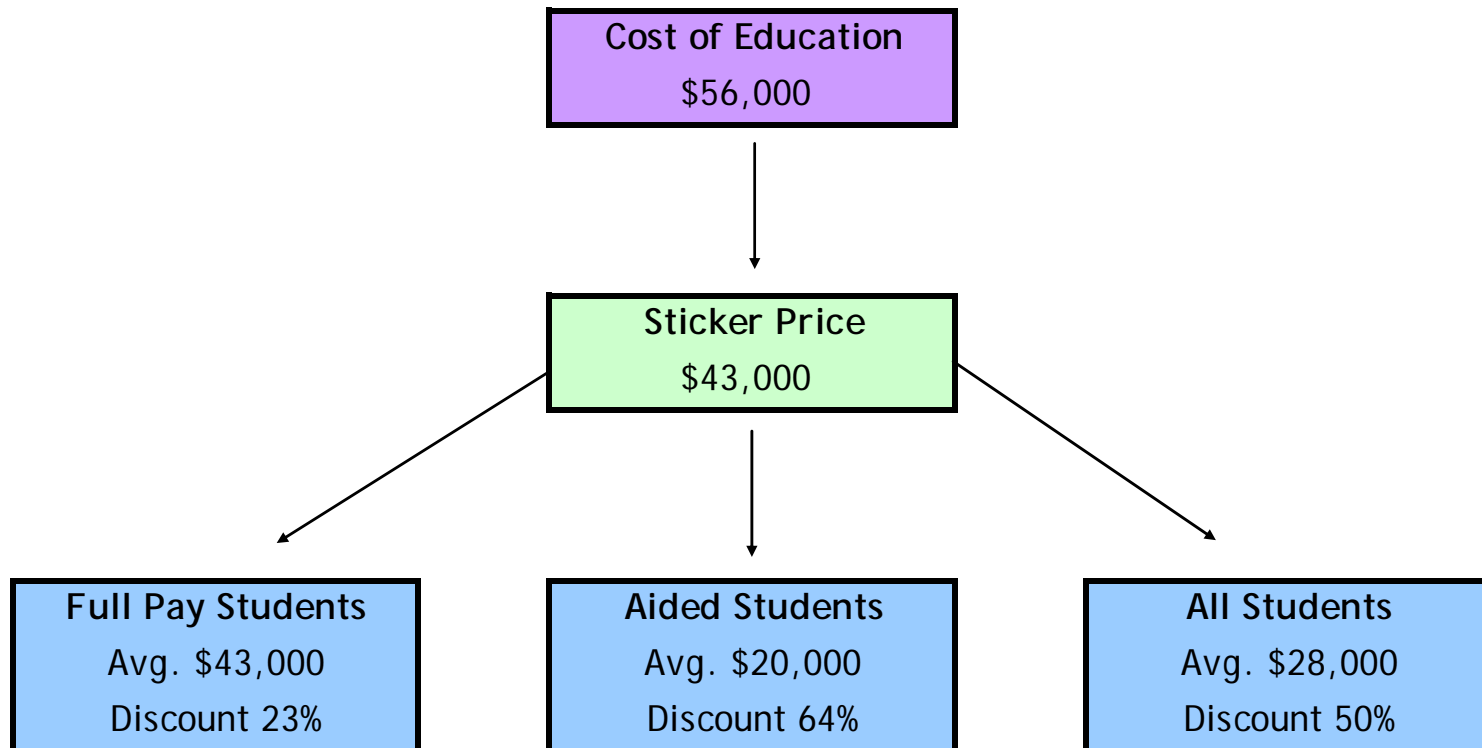 Cost of Education
$56,000
Sticker Price
$43,000
Full Pay Students
Avg. $43,000
Discount 23%
Aided Students
Avg. $20,000
Discount 64%
All Students
Avg. $28,000
Discount 50%